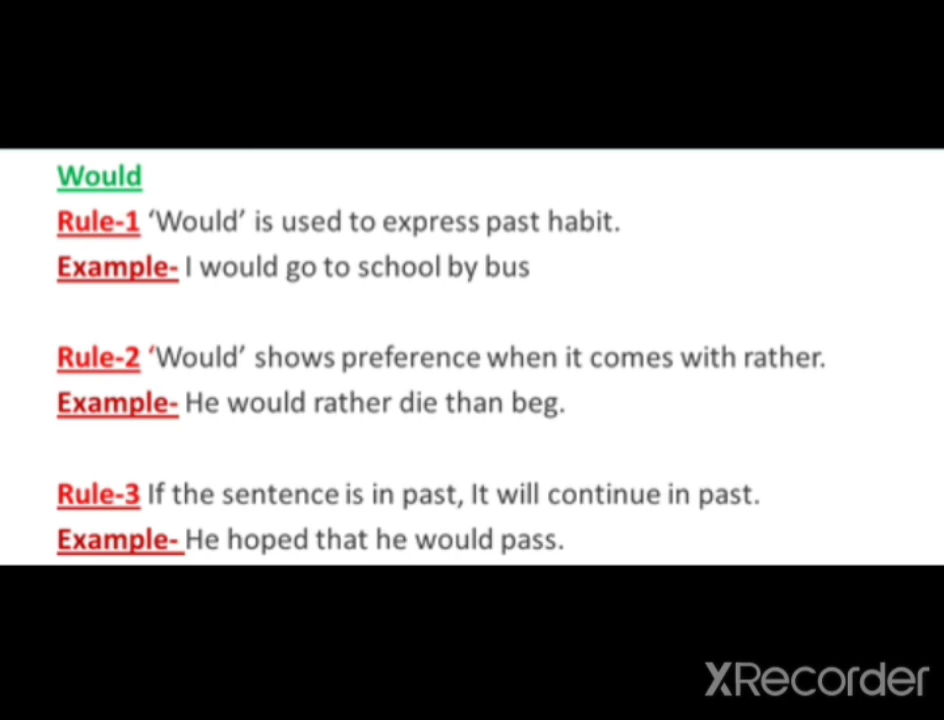 Would
Rule-1 ‘Would’ is used to express past habit.
Example- I would go to school by bus
Rule-2 ‘Would’ shows preference when it comes with rather.
Example- He would rather die than beg.
Rule-3 If the sentence is in past, It will continue in past.
Example- He hoped that he would pass.
XRecorder